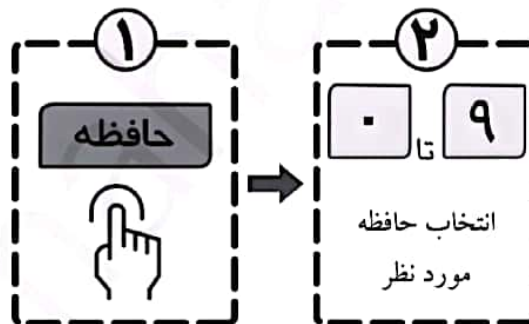 ۱
حافظه
۲
۹ تا ۰
انتخاب حافظه
مورد نظر